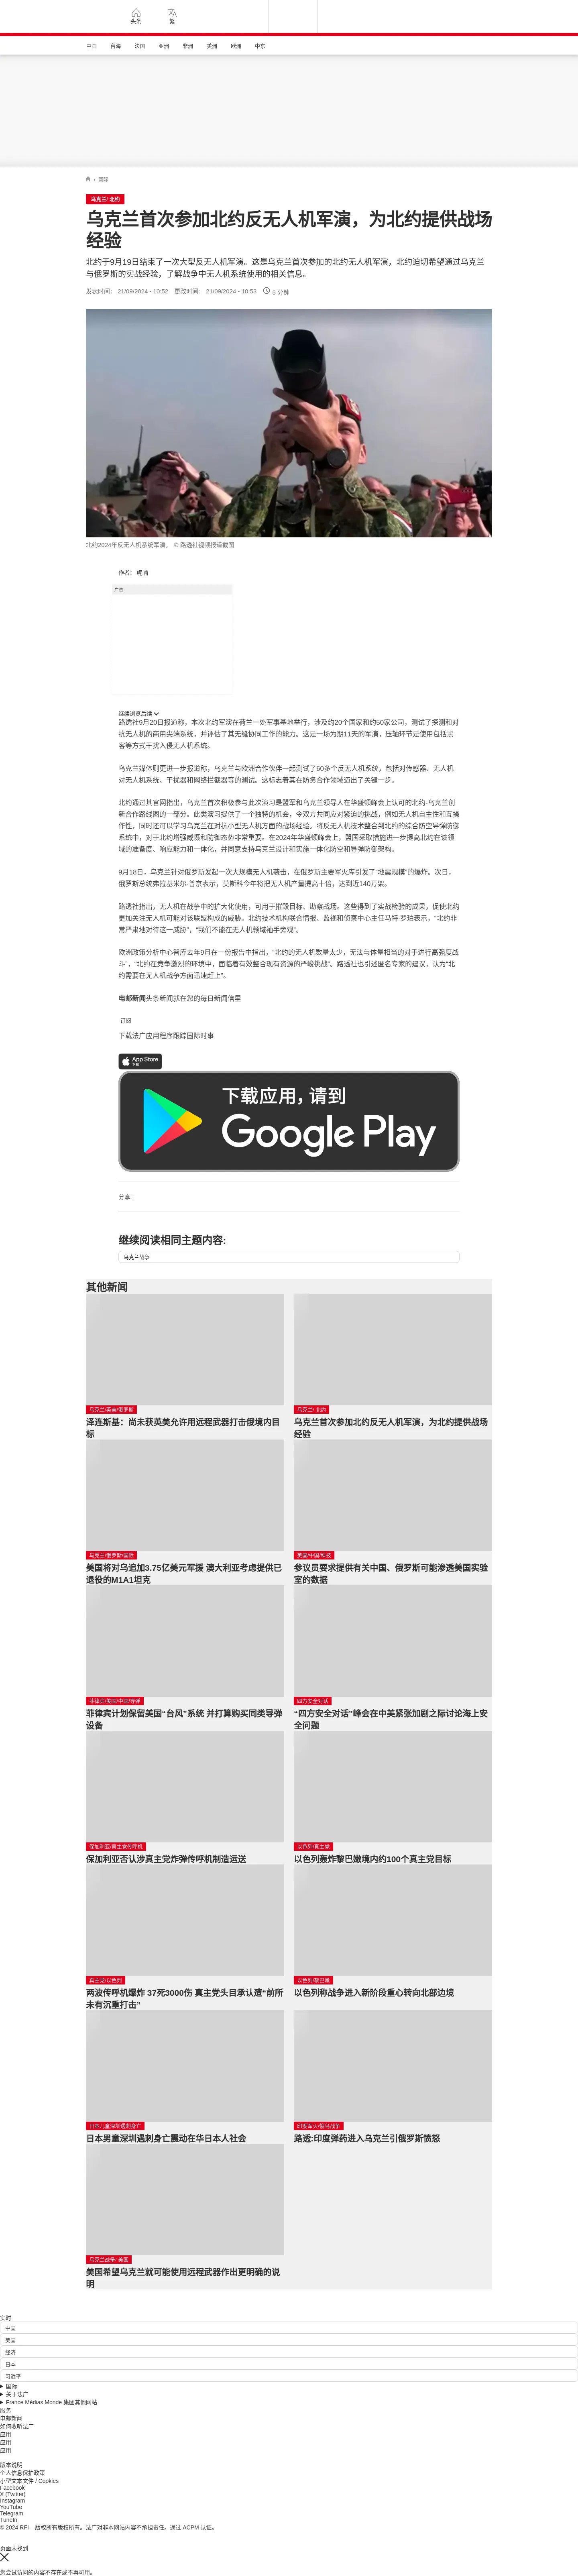 头条
繁
中国 台海 法国 亚洲 非洲 美洲 欧洲 中东
/ 国际
乌克兰/ 北约
乌克兰首次参加北约反无人机军演，为北约提供战场
经验
北约于9月19日结束了一次大型反无人机军演。这是乌克兰首次参加的北约无人机军演，北约迫切希望通过乌克兰
与俄罗斯的实战经验，了解战争中无人机系统使用的相关信息。
发表时间： 21/09/2024 - 10:52 更改时间： 21/09/2024 - 10:53 5 分钟
北约2024年反无人机系统军演。 © 路透社视频报道截图
作者： 呢喃
广告
继续浏览后续
路透社9月20日报道称，本次北约军演在荷兰一处军事基地举行，涉及约20个国家和约50家公司，测试了探测和对
抗无人机的商用尖端系统，并评估了其无缝协同工作的能力。这是一场为期11天的军演，压轴环节是使用包括黑
客等方式干扰入侵无人机系统。
乌克兰媒体则更进一步报道称，乌克兰与欧洲合作伙伴一起测试了60多个反无人机系统，包括对传感器、无人机
对无人机系统、干扰器和网络拦截器等的测试。这标志着其在防务合作领域迈出了关键一步。
北约通过其官网指出，乌克兰首次积极参与此次演习是盟军和乌克兰领导人在华盛顿峰会上认可的北约-乌克兰创
新合作路线图的一部分。此类演习提供了一个独特的机会，令双方共同应对紧迫的挑战，例如无人机自主性和互操
作性，同时还可以学习乌克兰在对抗小型无人机方面的战场经验。将反无人机技术整合到北约的综合防空导弹防御
系统中，对于北约增强威慑和防御态势非常重要。在2024年华盛顿峰会上，盟国采取措施进一步提高北约在该领
域的准备度、响应能力和一体化，并同意支持乌克兰设计和实施一体化防空和导弹防御架构。
9月18日，乌克兰针对俄罗斯发起一次大规模无人机袭击，在俄罗斯主要军火库引发了“地震规模”的爆炸。次日，
俄罗斯总统弗拉基米尔·普京表示，莫斯科今年将把无人机产量提高十倍，达到近140万架。
路透社指出，无人机在战争中的扩大化使用，可用于摧毁目标、勘察战场。这些得到了实战检验的成果，促使北约
更加关注无人机可能对该联盟构成的威胁。北约技术机构联合情报、监视和侦察中心主任马特·罗珀表示，“北约非
常严肃地对待这一威胁”，“我们不能在无人机领域袖手旁观”。
欧洲政策分析中心智库去年9月在一份报告中指出，“北约的无人机数量太少，无法与体量相当的对手进行高强度战
斗”，“北约在竞争激烈的环境中，面临着有效整合现有资源的严峻挑战”。路透社也引述匿名专家的建议，认为“北
约需要在无人机战争方面迅速赶上”。
电邮新闻头条新闻就在您的每日新闻信里
订阅
下载法广应用程序跟踪国际时事
App Store
下载
下载应用，请到
Google Play
分享 :
继续阅读相同主题内容:
乌克兰战争
其他新闻
乌克兰/英美/俄罗斯
泽连斯基：尚未获英美允许用远程武器打击俄境内目
标
乌克兰/ 北约
乌克兰首次参加北约反无人机军演，为北约提供战场
经验
乌克兰/俄罗斯/国际
美国将对乌追加3.75亿美元军援 澳大利亚考虑提供已
退役的M1A1坦克
美国/中国/科技
参议员要求提供有关中国、俄罗斯可能渗透美国实验
室的数据
菲律宾/美国/中国/导弹
菲律宾计划保留美国“台风”系统 并打算购买同类导弹
设备
四方安全对话
“四方安全对话”峰会在中美紧张加剧之际讨论海上安
全问题
保加利亚/真主党传呼机
保加利亚否认涉真主党炸弹传呼机制造运送
以色列/真主党
以色列轰炸黎巴嫩境内约100个真主党目标
真主党/以色列
两波传呼机爆炸 37死3000伤 真主党头目承认遭“前所
未有沉重打击”
以色列/黎巴嫩
以色列称战争进入新阶段重心转向北部边境
日本儿童深圳遇刺身亡
日本男童深圳遇刺身亡震动在华日本人社会
印度军火/俄乌战争
路透:印度弹药进入乌克兰引俄罗斯愤怒
乌克兰战争/ 美国
美国希望乌克兰就可能使用远程武器作出更明确的说
明
实时
中国
美国
经济
日本
习近平
国际
关于法广
France Médias Monde 集团其他网站
服务
电邮新闻
如何收听法广
应用
应用
应用
版本说明
个人信息保护政策
小型文本文件 / Cookies
Facebook
X (Twitter)
Instagram
YouTube
Telegram
TuneIn
© 2024 RFI – 版权所有版权所有。法广对非本网站内容不承担责任。通过 ACPM 认证。
页面未找到
您尝试访问的内容不存在或不再可用。